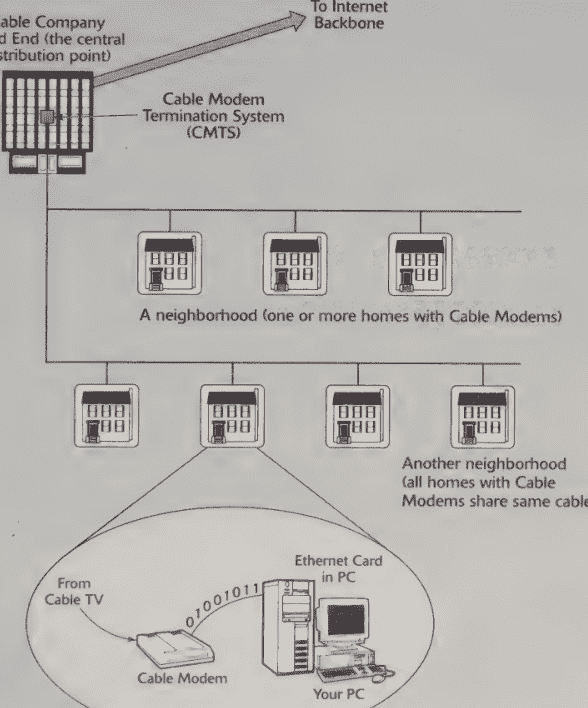 To Internet
Backbone
able Company
d End (the central
stribution point)
Cable Modem
Termination System
(CMTS)
A neighborhood (one or more homes with Cable Modems)
Another neighborhood
(all homes with Cable
Modems share same cable
Ethernet Card
in PC
From
Cable TV
01001011
Cable Modem
Your PC